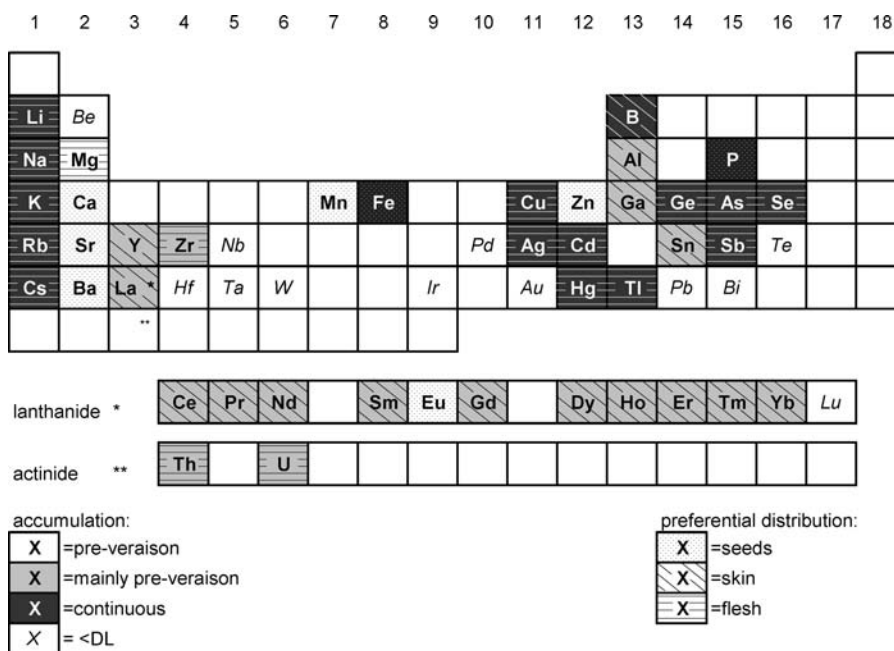 1 2 3 4 5 6 7 8 9 10 11 12 13 14 15 16 17 18
Li Be B
Na Mg Al P
K Ca Mn Fe Cu Zn Ga Ge As Se
Rb Sr Y Zr Nb Pd Ag Cd Sn Sb Te
Cs Ba La * Hf Ta W Ir Au Hg Tl Pb Bi
**
lanthanide * Ce Pr Nd Sm Eu Gd Dy Ho Er Tm Yb Lu
actinide ** Th U
accumulation:
X =pre-veraison
X =mainly pre-veraison
X =continuous
X = <DL
preferential distribution:
X =seeds
X =skin
X =flesh